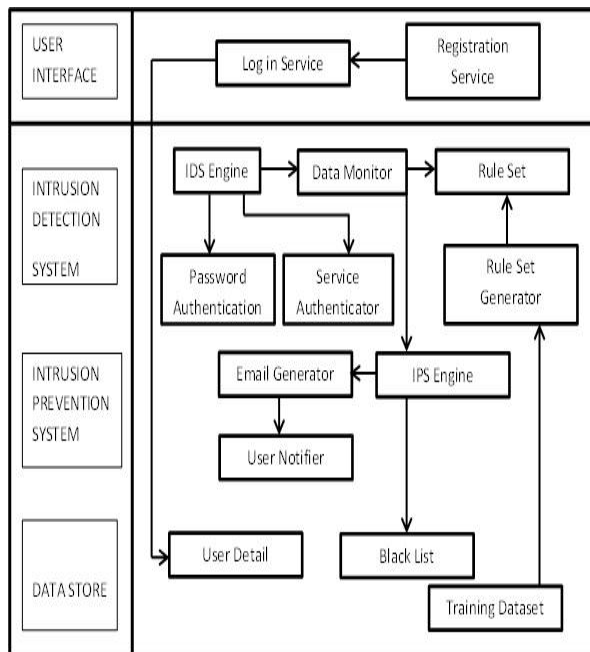 USER
INTERFACE
Log in Service
Registration
Service
INTRUSION
DETECTION
SYSTEM
IDS Engine
Data Monitor
Rule Set
Password
Authentication
Service
Authenticator
Rule Set
Generator
INTRUSION
PREVENTION
SYSTEM
Email Generator
IPS Engine
User Notifier
DATA STORE
User Detail
Black List
Training Dataset